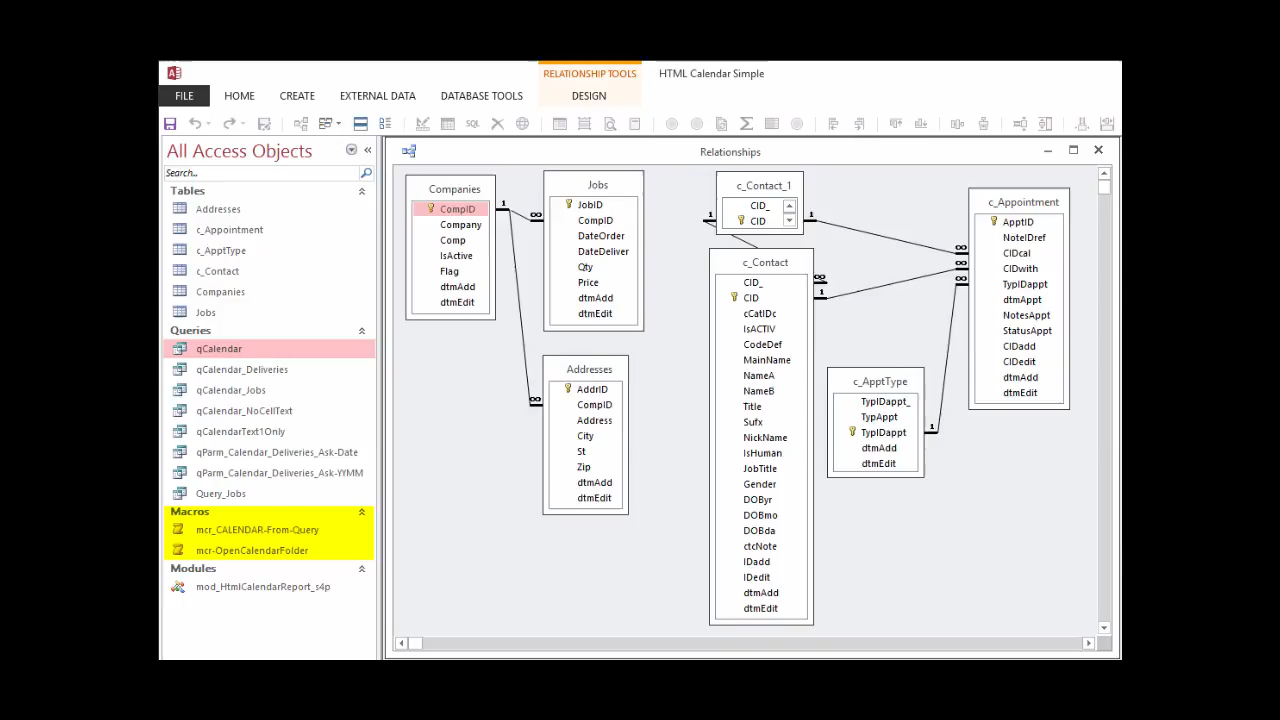 RELATIONSHIP TOOLS HTML Calendar Simple
FILE HOME CREATE EXTERNAL DATA DATABASE TOOLS DESIGN
SQL
All Access Objects
Search...
Tables
Addresses
c_Appointment
c_ApptType
c_Contact
Companies
Jobs
Queries
qCalendar
qCalendar_Deliveries
qCalendar_Jobs
qCalendar_NoCellText
qCalendarText1Only
qParm_Calendar_Deliveries_Ask-Date
qParm_Calendar_Deliveries_Ask-YYMM
Query_Jobs
Macros
mcr_CALENDAR-From-Query
mcr-OpenCalendarFolder
Modules
mod_HtmlCalendarReport_s4p
Relationships
Companies
CompID
Company
Comp
IsActive
Flag
dtmAdd
dtmEdit
1
∞
∞
Jobs
JobID
CompID
DateOrder
DateDeliver
Qty
Price
dtmAdd
dtmEdit
Addresses
AddrID
CompID
Address
City
St
Zip
dtmAdd
dtmEdit
c_Contact_1
CID_
CID
1
1
c_Contact
CID_
CID
cCatIDc
IsACTIV
CodeDef
MainName
NameA
NameB
Title
Sufx
NickName
IsHuman
JobTitle
Gender
DOByr
DOBmo
DOBda
ctcNote
IDadd
IDedit
dtmAdd
dtmEdit
∞
1
c_ApptType
TypIDappt_
TypAppt
TypIDappt
dtmAdd
dtmEdit
1
∞
∞
∞
c_Appointment
ApptID
NoteIDref
CIDcal
CIDwith
TypIDappt
dtmAppt
NotesAppt
StatusAppt
CIDadd
CIDedit
dtmAdd
dtmEdit